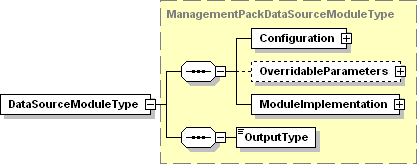 ManagementPackDataSourceModuleType
Configuration
OverridableParameters
DataSourceModuleType
ModuleImplementation
OutputType